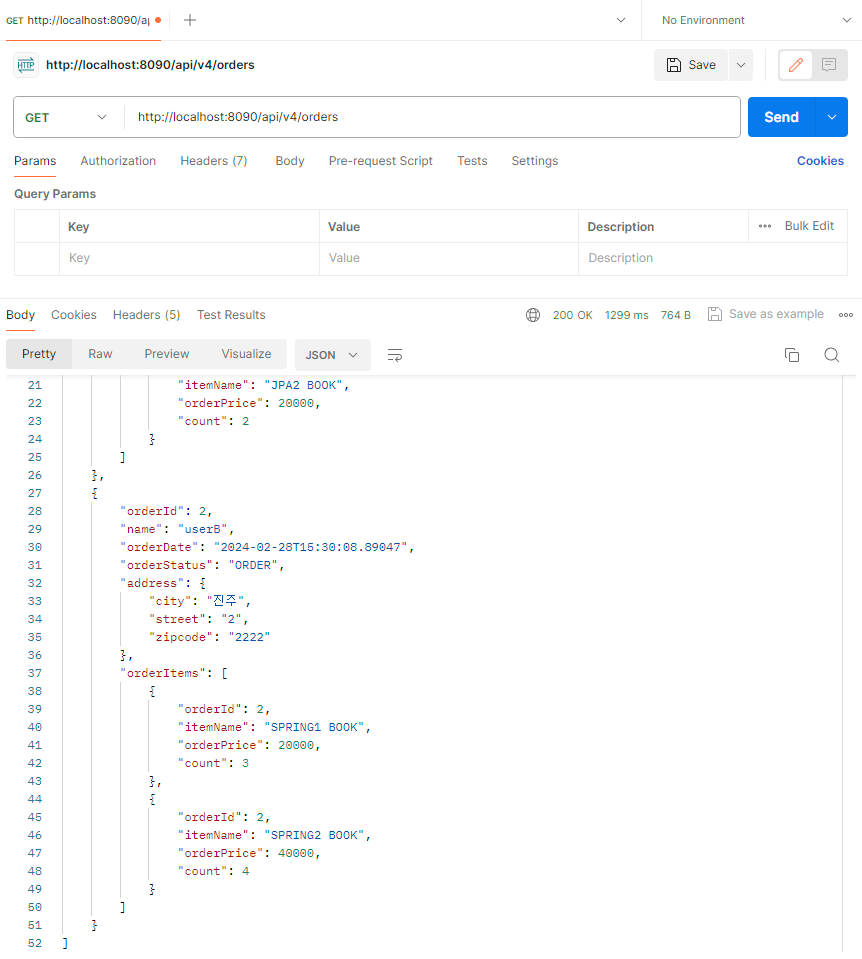 GET http://localhost:8090/a
No Environment
HTTP http://localhost:8090/api/v4/orders
Save
GET http://localhost:8090/api/v4/orders Send
Params Authorization Headers (7) Body Pre-request Script Tests Settings Cookies
Query Params
Key Value Description ••• Bulk Edit
Key Value Description
Body Cookies Headers (5) Test Results 200 OK 1299 ms 764 B Save as example
Pretty Raw Preview Visualize JSON
21 "itemName": "JPA2 BOOK",
22 "orderPrice": 20000,
23 "count": 2
24 }
25 ]
26 },
27 {
28 "orderId": 2,
29 "name": "userB",
30 "orderDate": "2024-02-28T15:30:08.89047",
31 "orderStatus": "ORDER",
32 "address": {
33 "city": "진주",
34 "street": "2",
35 "zipcode": "2222"
36 },
37 "orderItems": [
38 {
39 "orderId": 2,
40 "itemName": "SPRING1 BOOK",
41 "orderPrice": 20000,
42 "count": 3
43 },
44 {
45 "orderId": 2,
46 "itemName": "SPRING2 BOOK",
47 "orderPrice": 40000,
48 "count": 4
49 }
50 ]
51 }
52 ]